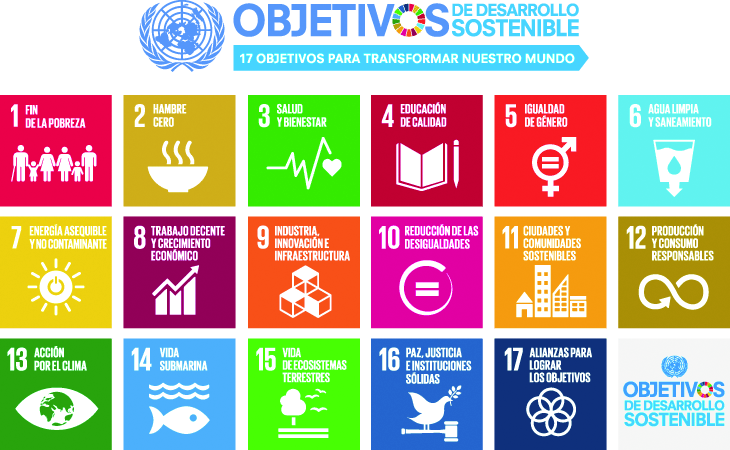 OBJETIVOS DE DESARROLLO
SOSTENIBLE
17 OBJETIVOS PARA TRANSFORMAR NUESTRO MUNDO
1 FIN
DE LA POBREZA
2 HAMBRE
CERO
3 SALUD
Y BIENESTAR
4 EDUCACIÓN
DE CALIDAD
5 IGUALDAD
DE GÉNERO
6 AGUA LIMPIA
Y SANEAMIENTO
7 ENERGÍA ASEQUIBLE
Y NO CONTAMINANTE
8 TRABAJO DECENTE
Y CRECIMIENTO
ECONÓMICO
9 INDUSTRIA,
INNOVACIÓN E
INFRAESTRUCTURA
10 REDUCCIÓN DE LAS
DESIGUALDADES
11 CIUDADES Y
COMUNIDADES
SOSTENIBLES
12 PRODUCCIÓN
Y CONSUMO
RESPONSABLES
13 ACCIÓN
POR EL CLIMA
14 VIDA
SUBMARINA
15 VIDA
DE ECOSISTEMAS
TERRESTRES
16 PAZ, JUSTICIA
E INSTITUCIONES
SÓLIDAS
17 ALIANZAS PARA
LOGRAR
LOS OBJETIVOS
OBJETIVOS
DE DESARROLLO
SOSTENIBLE